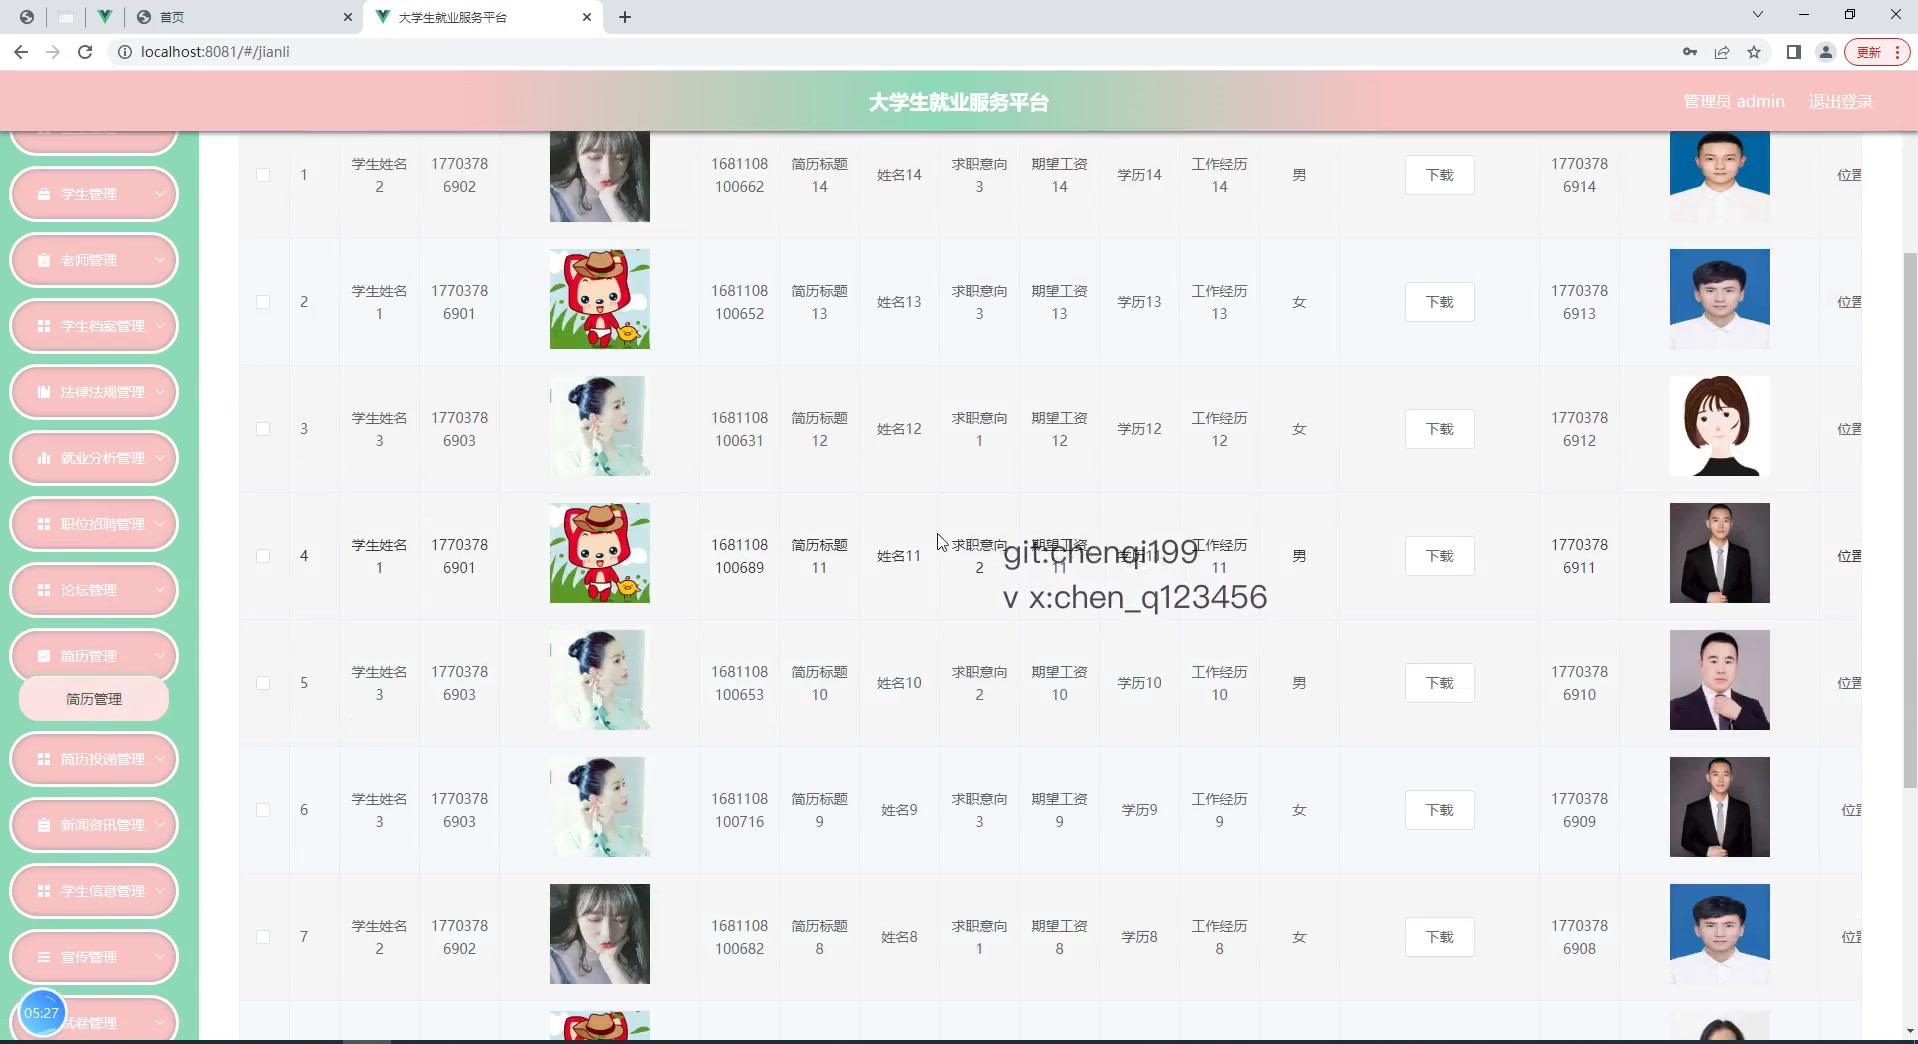 首页
大学生就业服务平台
localhost:8081/#/jianli
更新
大学生就业服务平台
管理员 admin
退出登录
学生管理
老师管理
学生档案管理
法律法规管理
就业分析管理
职位招聘管理
论坛管理
简历管理
简历管理
简历投递管理
新闻资讯管理
学生信息管理
宣传管理
试卷管理
05:27
1 学生姓名2 17703786902 1681108100662 简历标题14 姓名14 求职意向3 期望工资14 学历14 工作经历14 男 下载 17703786914 位置
2 学生姓名1 17703786901 1681108100652 简历标题13 姓名13 求职意向3 期望工资13 学历13 工作经历13 女 下载 17703786913 位置
3 学生姓名3 17703786903 1681108100631 简历标题12 姓名12 求职意向1 期望工资12 学历12 工作经历12 女 下载 17703786912 位置
4 学生姓名1 17703786901 1681108100689 简历标题11 姓名11 求职意向2 期望工资11 学历11 工作经历11 男 下载 17703786911 位置
git:chenqi199
v x:chen_q123456
5 学生姓名3 17703786903 1681108100653 简历标题10 姓名10 求职意向2 期望工资10 学历10 工作经历10 男 下载 17703786910 位置
6 学生姓名3 17703786903 1681108100716 简历标题9 姓名9 求职意向3 期望工资9 学历9 工作经历9 女 下载 17703786909 位
7 学生姓名2 17703786902 1681108100682 简历标题8 姓名8 求职意向1 期望工资8 学历8 工作经历8 女 下载 17703786908 位